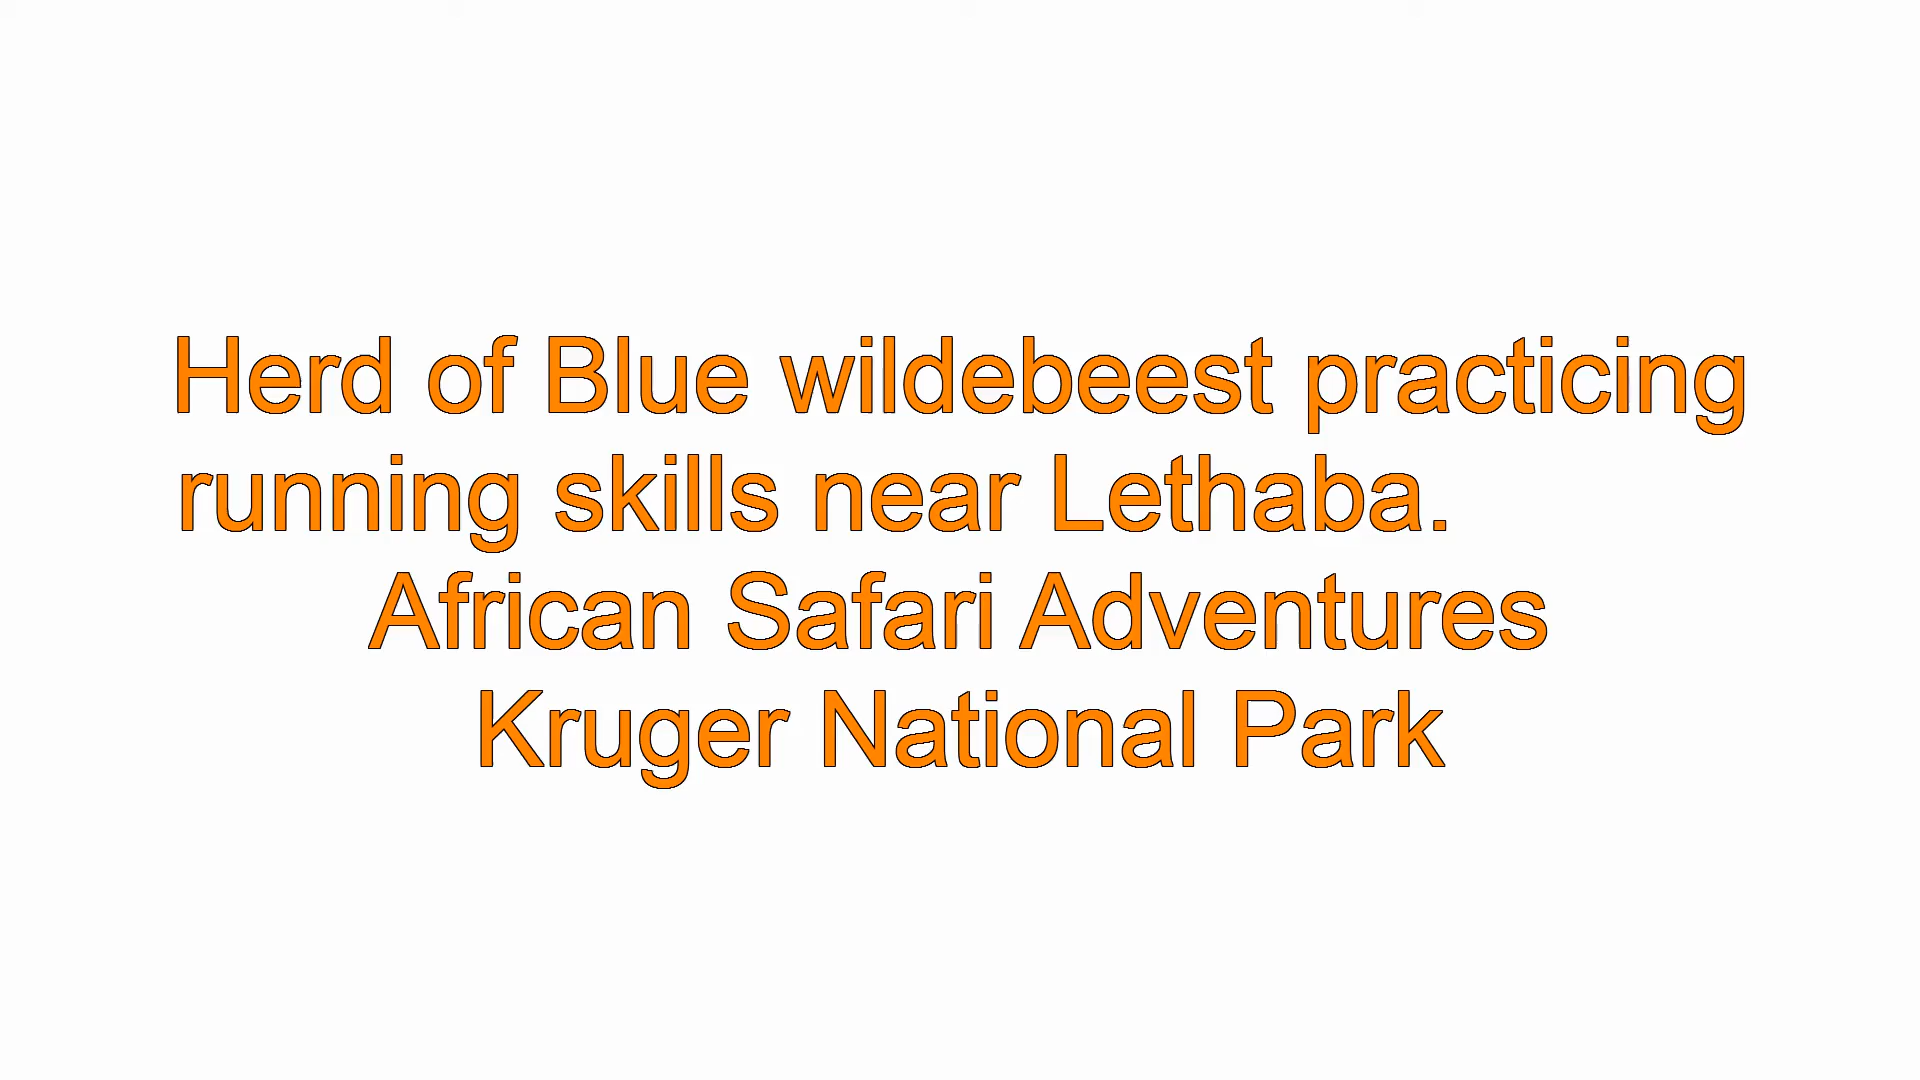 Herd of Blue wildebeest practicing
running skills near Lethaba.
African Safari Adventures
Kruger National Park